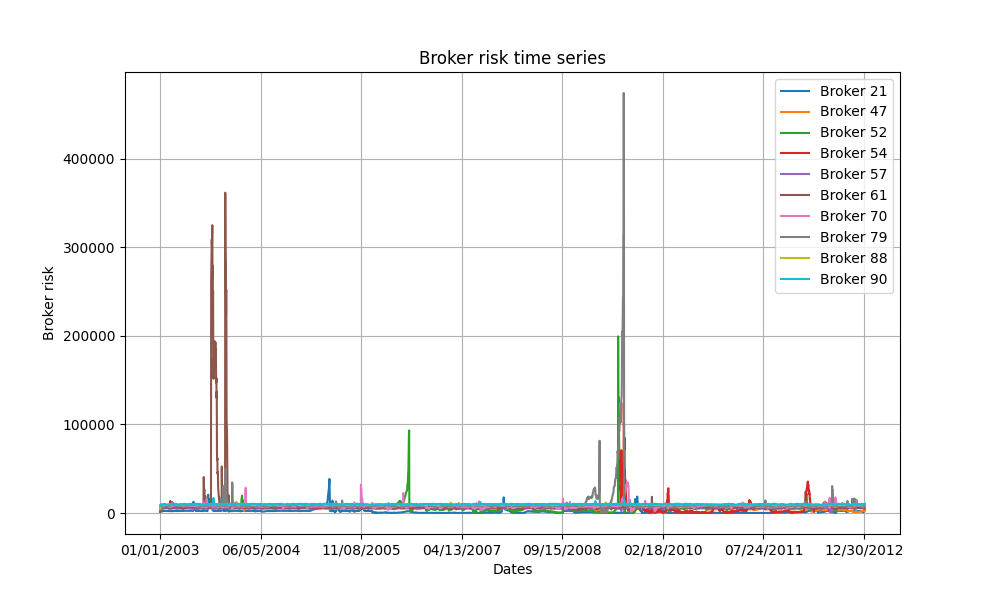 Broker risk time series
Broker risk
400000
300000
200000
100000
0
Broker 21
Broker 47
Broker 52
Broker 54
Broker 57
Broker 61
Broker 70
Broker 79
Broker 88
Broker 90
01/01/2003 06/05/2004 11/08/2005 04/13/2007 09/15/2008 02/18/2010 07/24/2011 12/30/2012
Dates